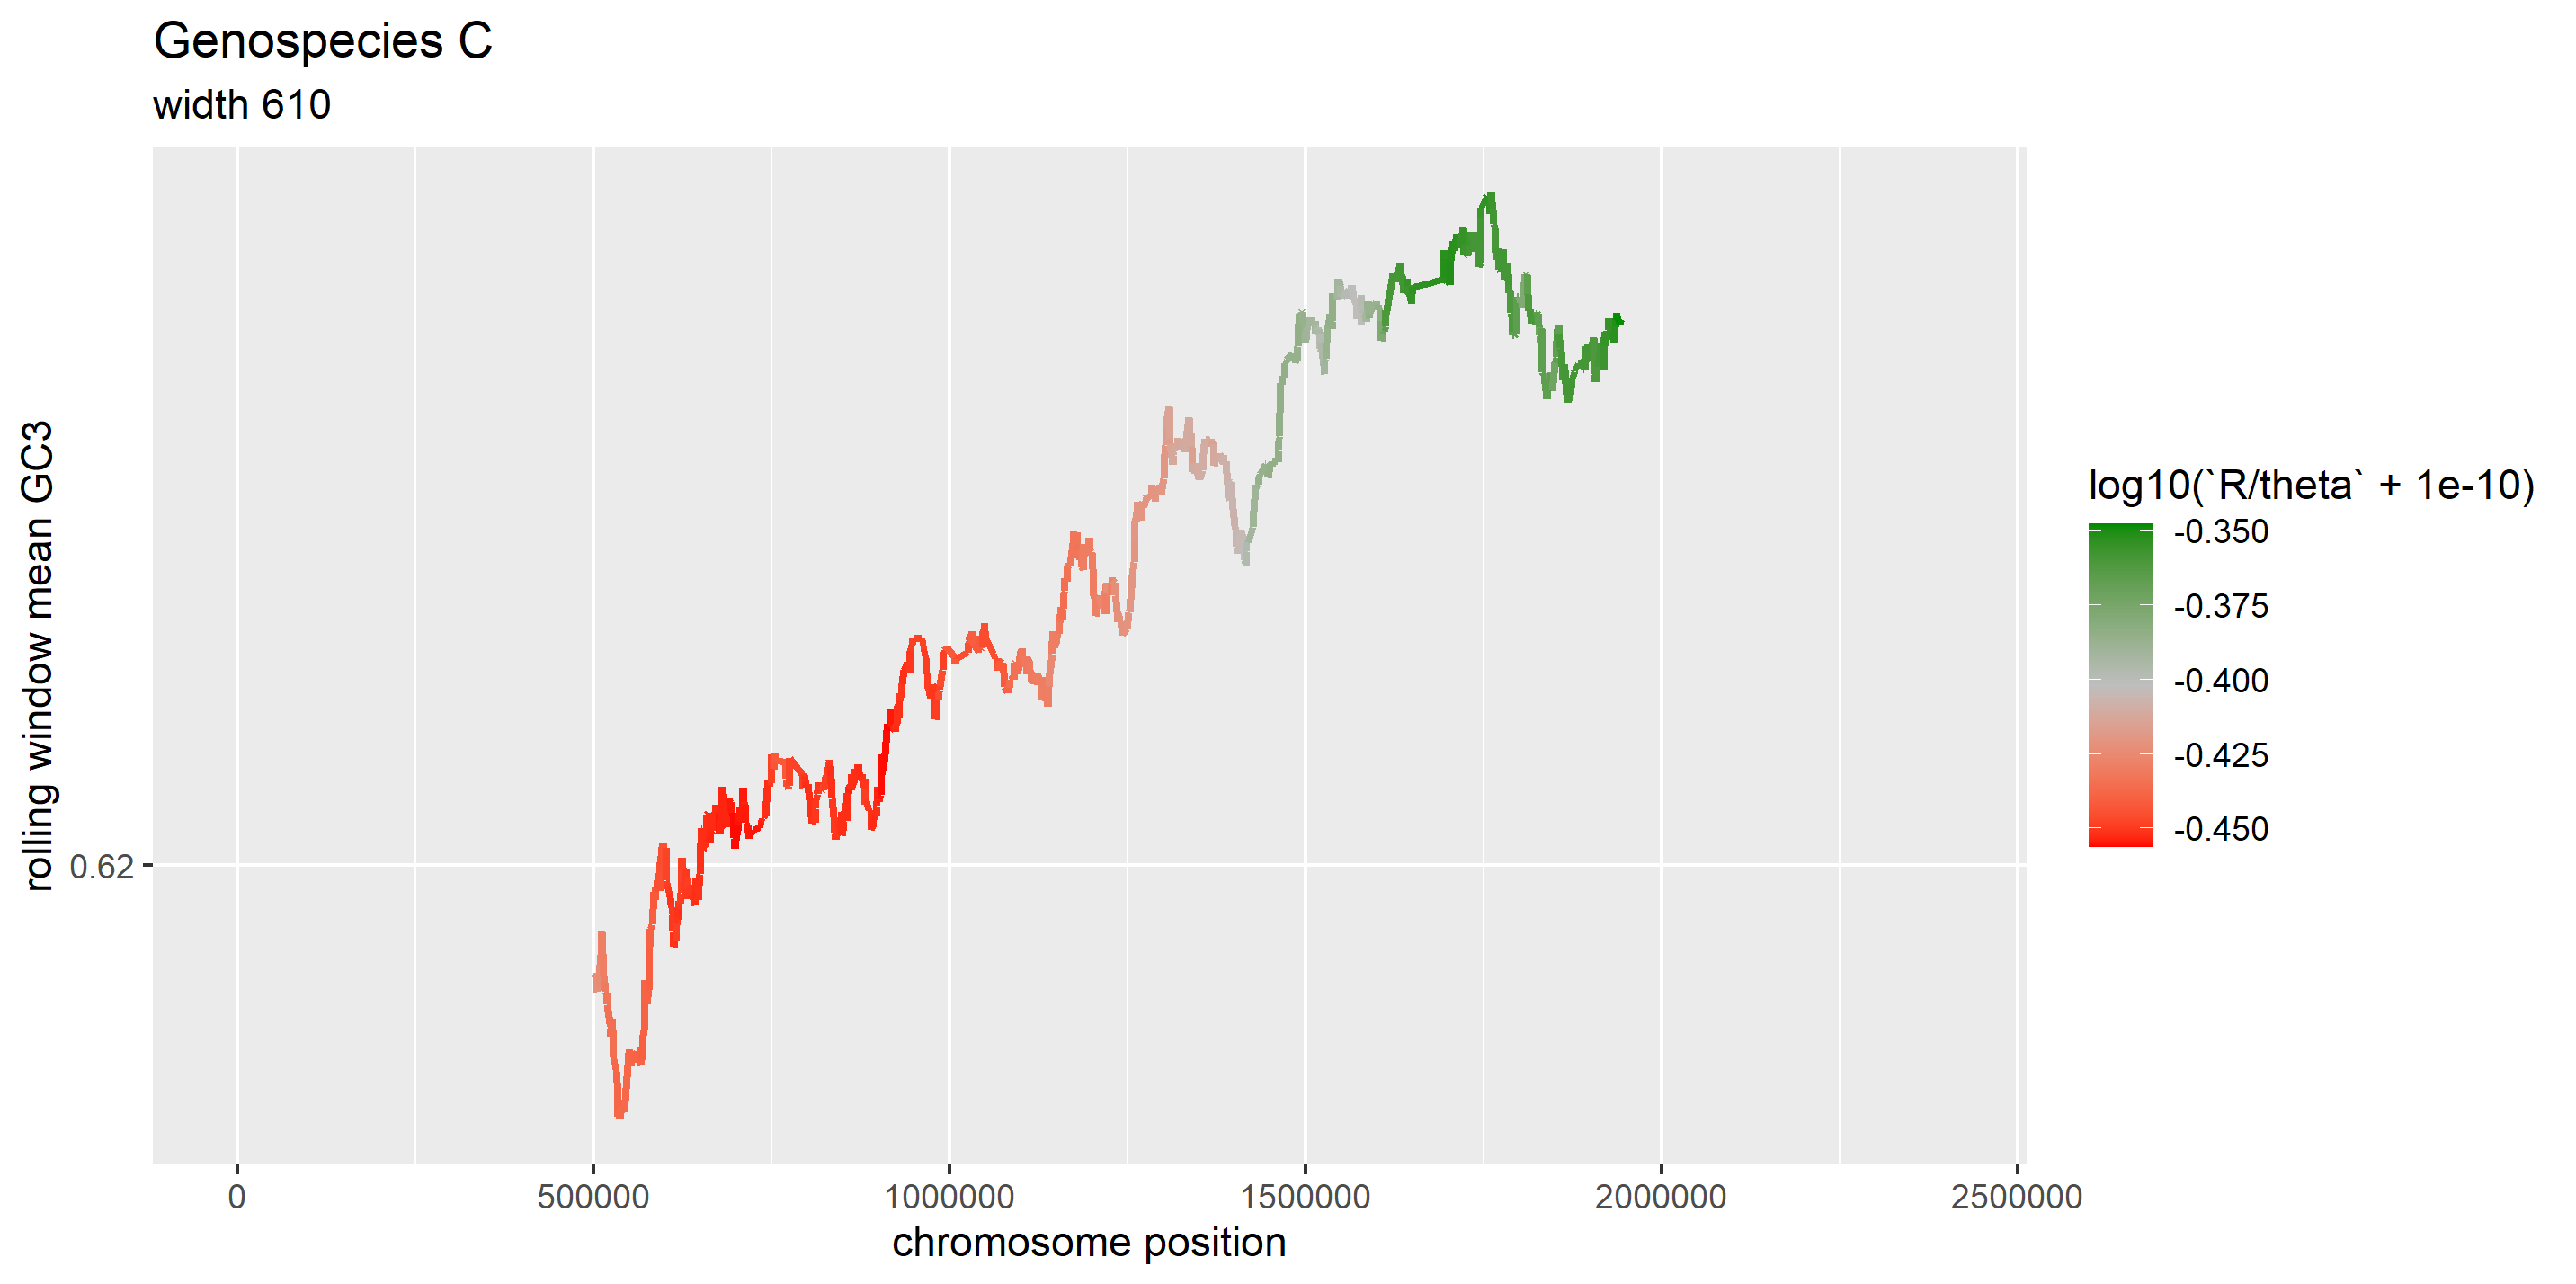 Genospecies C
width 610
rolling window mean GC3
0.62
0
500000
1000000
1500000
2000000
2500000
chromosome position
log10(`R/theta` + 1e-10)
-0.350
-0.375
-0.400
-0.425
-0.450